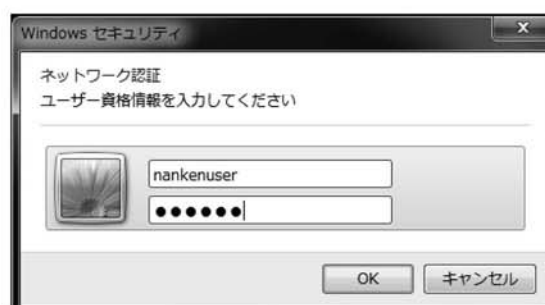 Windows セキュリティ
ネットワーク認証
ユーザー資格情報を入力してください
nankenuser
●●●●●●
OK
キャンセル